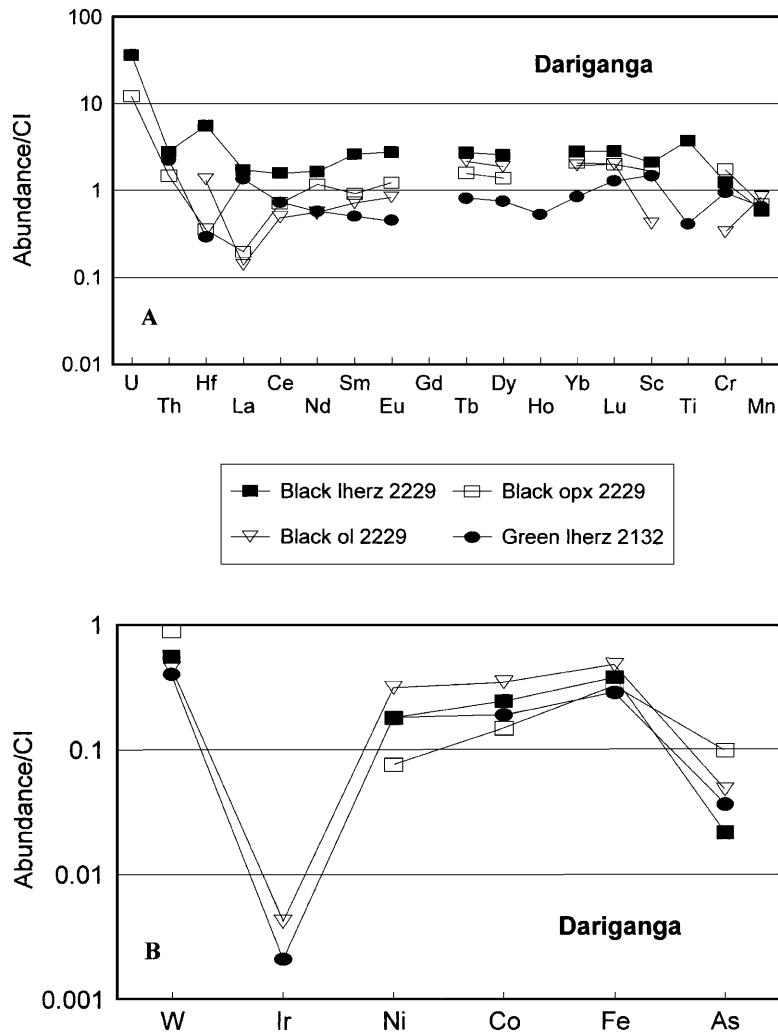 100
10
1
0.1
0.01
Abundance/CI
Dariganga
A
U Hf Ce Sm Gd Dy Yb Sc Cr
Th La Nd Eu Tb Ho Lu Ti Mn
Black lherz 2229 Black opx 2229
Black ol 2229 Green lherz 2132
1
0.1
0.01
0.001
Abundance/CI
Dariganga
B
W Ir Ni Co Fe As